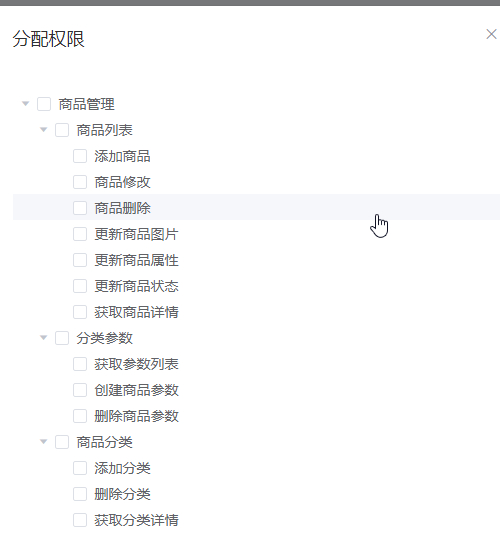 分配权限
商品管理
商品列表
添加商品
商品修改
商品删除
更新商品图片
更新商品属性
更新商品状态
获取商品详情
分类参数
获取参数列表
创建商品参数
删除商品参数
商品分类
添加分类
删除分类
获取分类详情